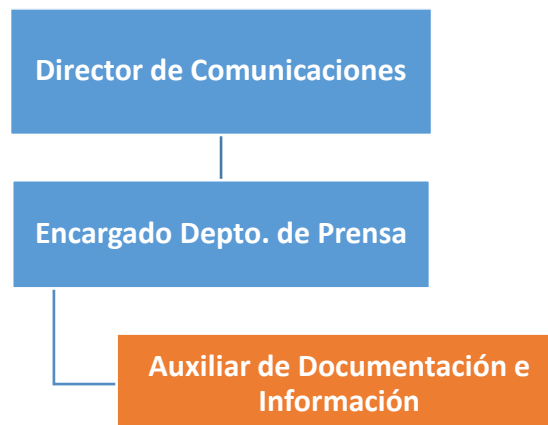 Director de Comunicaciones
Encargado Depto. de Prensa
Auxiliar de Documentación e
Información